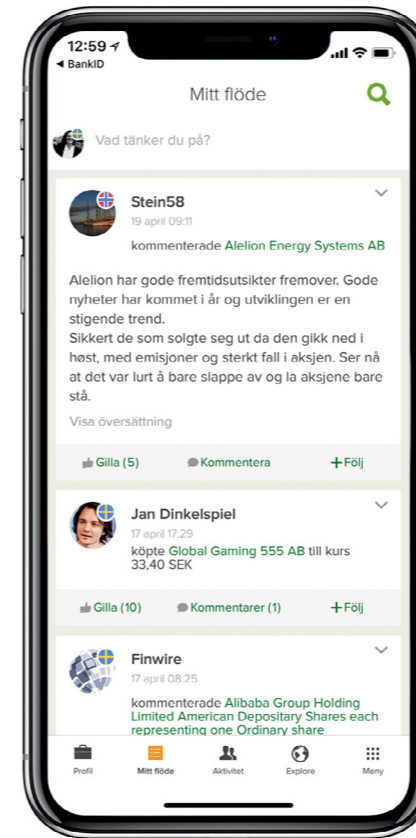 12:59
◀ BankID
Mitt flöde
Vad tänker du på?
Stein58
19 april 09:11
kommenterade Alelion Energy Systems AB
Alelion har gode fremtidsutsikter fremover. Gode
nyheter har kommet i år og utviklingen er en
stigende trend.
Sikkert de som solgte seg ut da den gikk ned i
høst, med emisjoner og sterkt fall i aksjen. Ser nå
at det var lurt å bare slappe av og la aksjene bare
stå.
Visa översättning
Gilla (5) Kommentera +Följ
Jan Dinkelspiel
17 april 17:29
köpte Global Gaming 555 AB till kurs
33,40 SEK
Gilla (10) Kommentarer (1) +Följ
Finwire
17 april 08:25
kommenterade Alibaba Group Holding
Limited American Depositary Shares each
representing one Ordinary share
Profil Mitt flöde Aktivitet Explore Meny